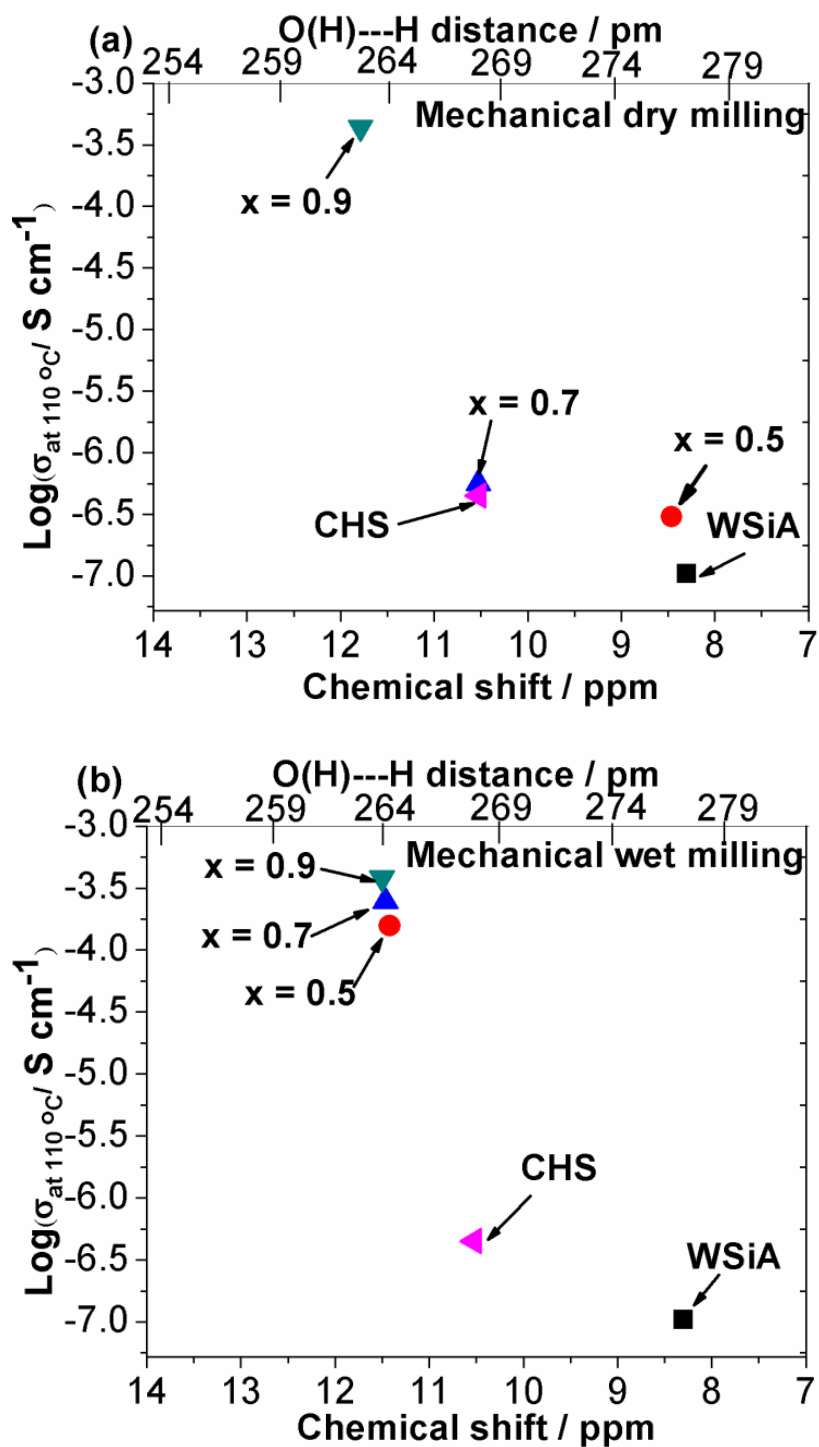 (a)
O(H)---H distance / pm
254 259 264 269 274 279
Mechanical dry milling
-3.0
-3.5
-4.0
-4.5
-5.0
-5.5
-6.0
-6.5
-7.0
Log(σat 110 oC/ S cm-1)
x = 0.9
x = 0.7
x = 0.5
CHS
WSiA
14 13 12 11 10 9 8 7
Chemical shift / ppm
(b)
O(H)---H distance / pm
254 259 264 269 274 279
Mechanical wet milling
-3.0
-3.5
-4.0
-4.5
-5.0
-5.5
-6.0
-6.5
-7.0
Log(σat 110 oC/ S cm-1)
x = 0.9
x = 0.7
x = 0.5
CHS
WSiA
14 13 12 11 10 9 8 7
Chemical shift / ppm